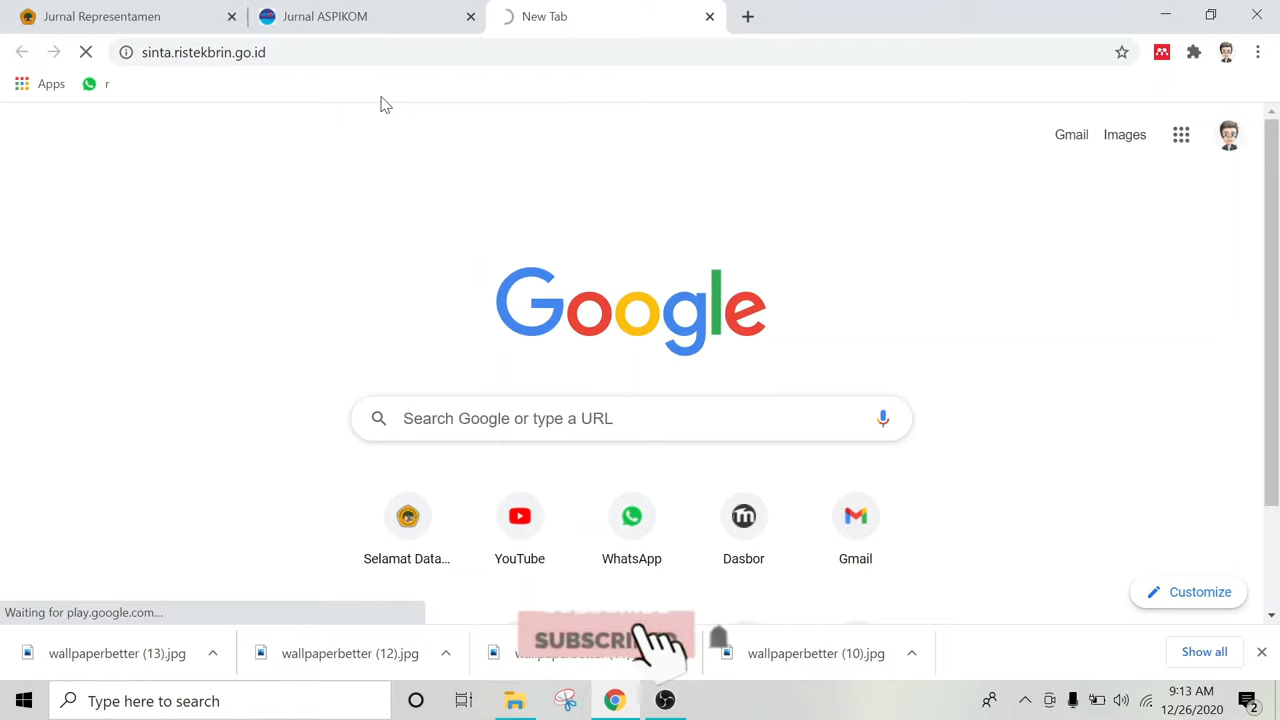 Jurnal Representamen
Jurnal ASPIKOM
New Tab
sinta.ristekbrin.go.id
Apps
r
Gmail
Images
Google
Search Google or type a URL
Selamat Data...
YouTube
WhatsApp
Dasbor
Gmail
Customize
Waiting for play.google.com...
wallpaperbetter (13).jpg
wallpaperbetter (12).jpg
wallpaperbetter (10).jpg
Show all
Type here to search
9:13 AM
12/26/2020
2